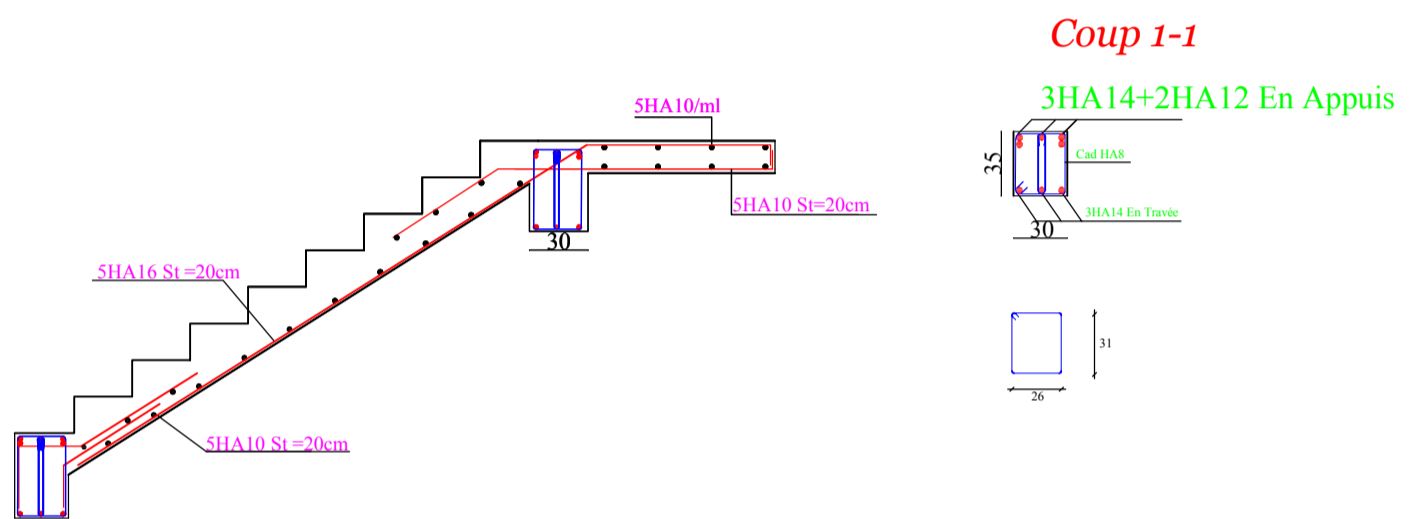 Coup 1-1
3HA14+2HA12 En Appuis
5HA10/ml
35
Cad HA8
5HA10 St=20cm
3HA14 En Travée
30
30
5HA16 St =20cm
31
26
5HA10 St =20cm